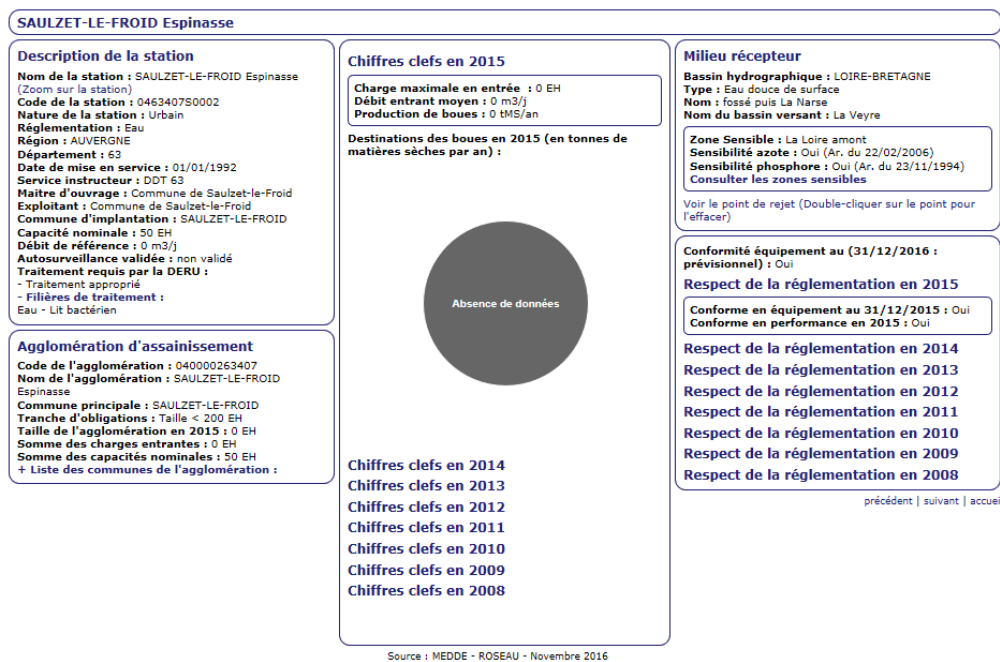 SAULZET-LE-FROID Espinasse
Description de la station
Nom de la station : SAULZET-LE-FROID Espinasse
(Zoom sur la station)
Code de la station : 0463407S0002
Nature de la station : Urbain
Réglementation : Eau
Région : AUVERGNE
Département : 63
Date de mise en service : 01/01/1992
Service instructeur : DDT 63
Maitre d'ouvrage : Commune de Saulzet-le-Froid
Exploitant : Commune de Saulzet-le-Froid
Commune d'implantation : SAULZET-LE-FROID
Capacité nominale : 50 EH
Débit de référence : 0 m3/j
Autosurveillance validée : non validé
Traitement requis par la DERU :
- Traitement approprié
- Filières de traitement :
Eau - Lit bactérien
Agglomération d'assainissement
Code de l'agglomération : 040000263407
Nom de l'agglomération : SAULZET-LE-FROID
Espinasse
Commune principale : SAULZET-LE-FROID
Tranche d'obligations : Taille < 200 EH
Taille de l'agglomération en 2015 : 0 EH
Somme des charges entrantes : 0 EH
Somme des capacités nominales : 50 EH
+ Liste des communes de l'agglomération :
Chiffres clefs en 2015
Charge maximale en entrée : 0 EH
Débit entrant moyen : 0 m3/j
Production de boues : 0 tMS/an
Destinations des boues en 2015 (en tonnes de
matières sèches par an) :
Absence de données
Chiffres clefs en 2014
Chiffres clefs en 2013
Chiffres clefs en 2012
Chiffres clefs en 2011
Chiffres clefs en 2010
Chiffres clefs en 2009
Chiffres clefs en 2008
Milieu récepteur
Bassin hydrographique : LOIRE-BRETAGNE
Type : Eau douce de surface
Nom : fossé puis La Narse
Nom du bassin versant : La Veyre
Zone Sensible : La Loire amont
Sensibilité azote : Oui (Ar. du 22/02/2006)
Sensibilité phosphore : Oui (Ar. du 23/11/1994)
Consulter les zones sensibles
Voir le point de rejet (Double-cliquer sur le point pour
l'effacer)
Conformité équipement au (31/12/2016 :
prévisionnel) : Oui
Respect de la réglementation en 2015
Conforme en équipement au 31/12/2015 : Oui
Conforme en performance en 2015 : Oui
Respect de la réglementation en 2014
Respect de la réglementation en 2013
Respect de la réglementation en 2012
Respect de la réglementation en 2011
Respect de la réglementation en 2010
Respect de la réglementation en 2009
Respect de la réglementation en 2008
précédent | suivant | accuei
Source : MEDDE - ROSEAU - Novembre 2016